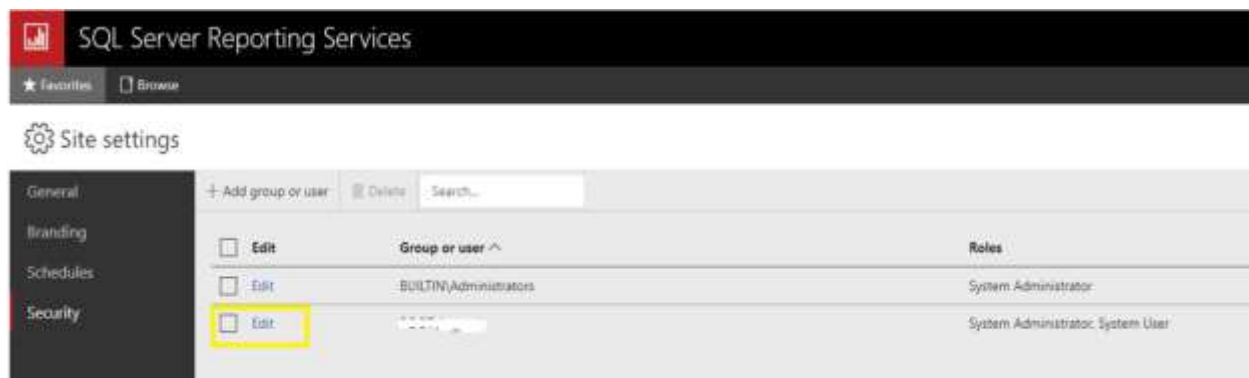 SQL Server Reporting Services
Favorites Browse
Site settings
General
Branding
Schedules
Security
+ Add group or user Delete Search...
Edit Group or user Roles
Edit BUILTIN\Administrators System Administrator
Edit System Administrator, System User